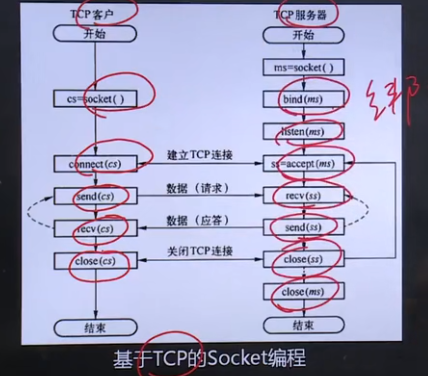 TCP客户 TCP服务器
开始 开始
ms=socket( )
cs=socket( ) bind(ms)
listen(ms)
connect(cs) 建立TCP连接 ss=accept(ms)
send(cs) 数据（请求） recv(ss)
recv(cs) 数据（应答） send(ss)
close(cs) 关闭TCP连接 close(ss)
close(ms)
结束 结束
基于TCP的Socket编程